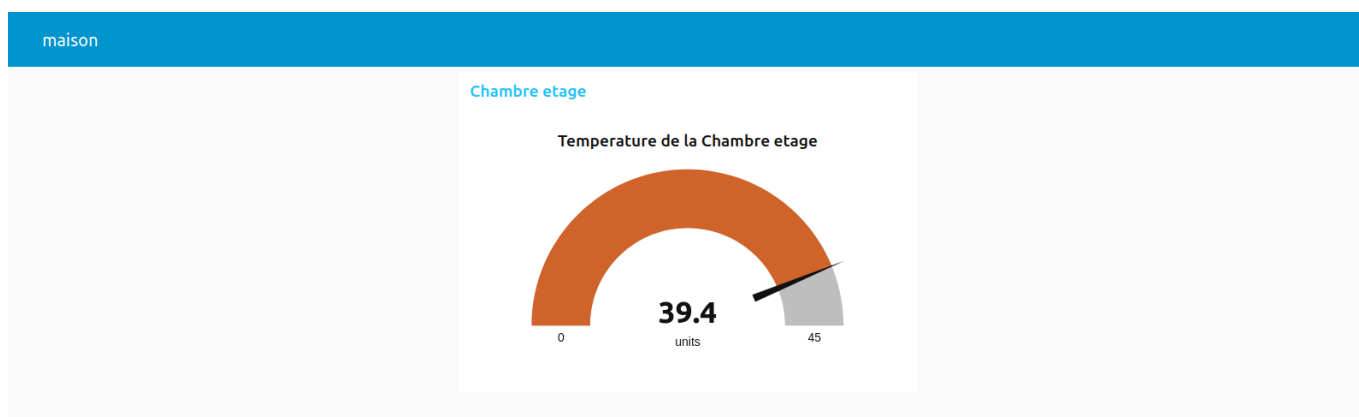 maison
Chambre etage
Temperature de la Chambre etage
39.4
units
0
45